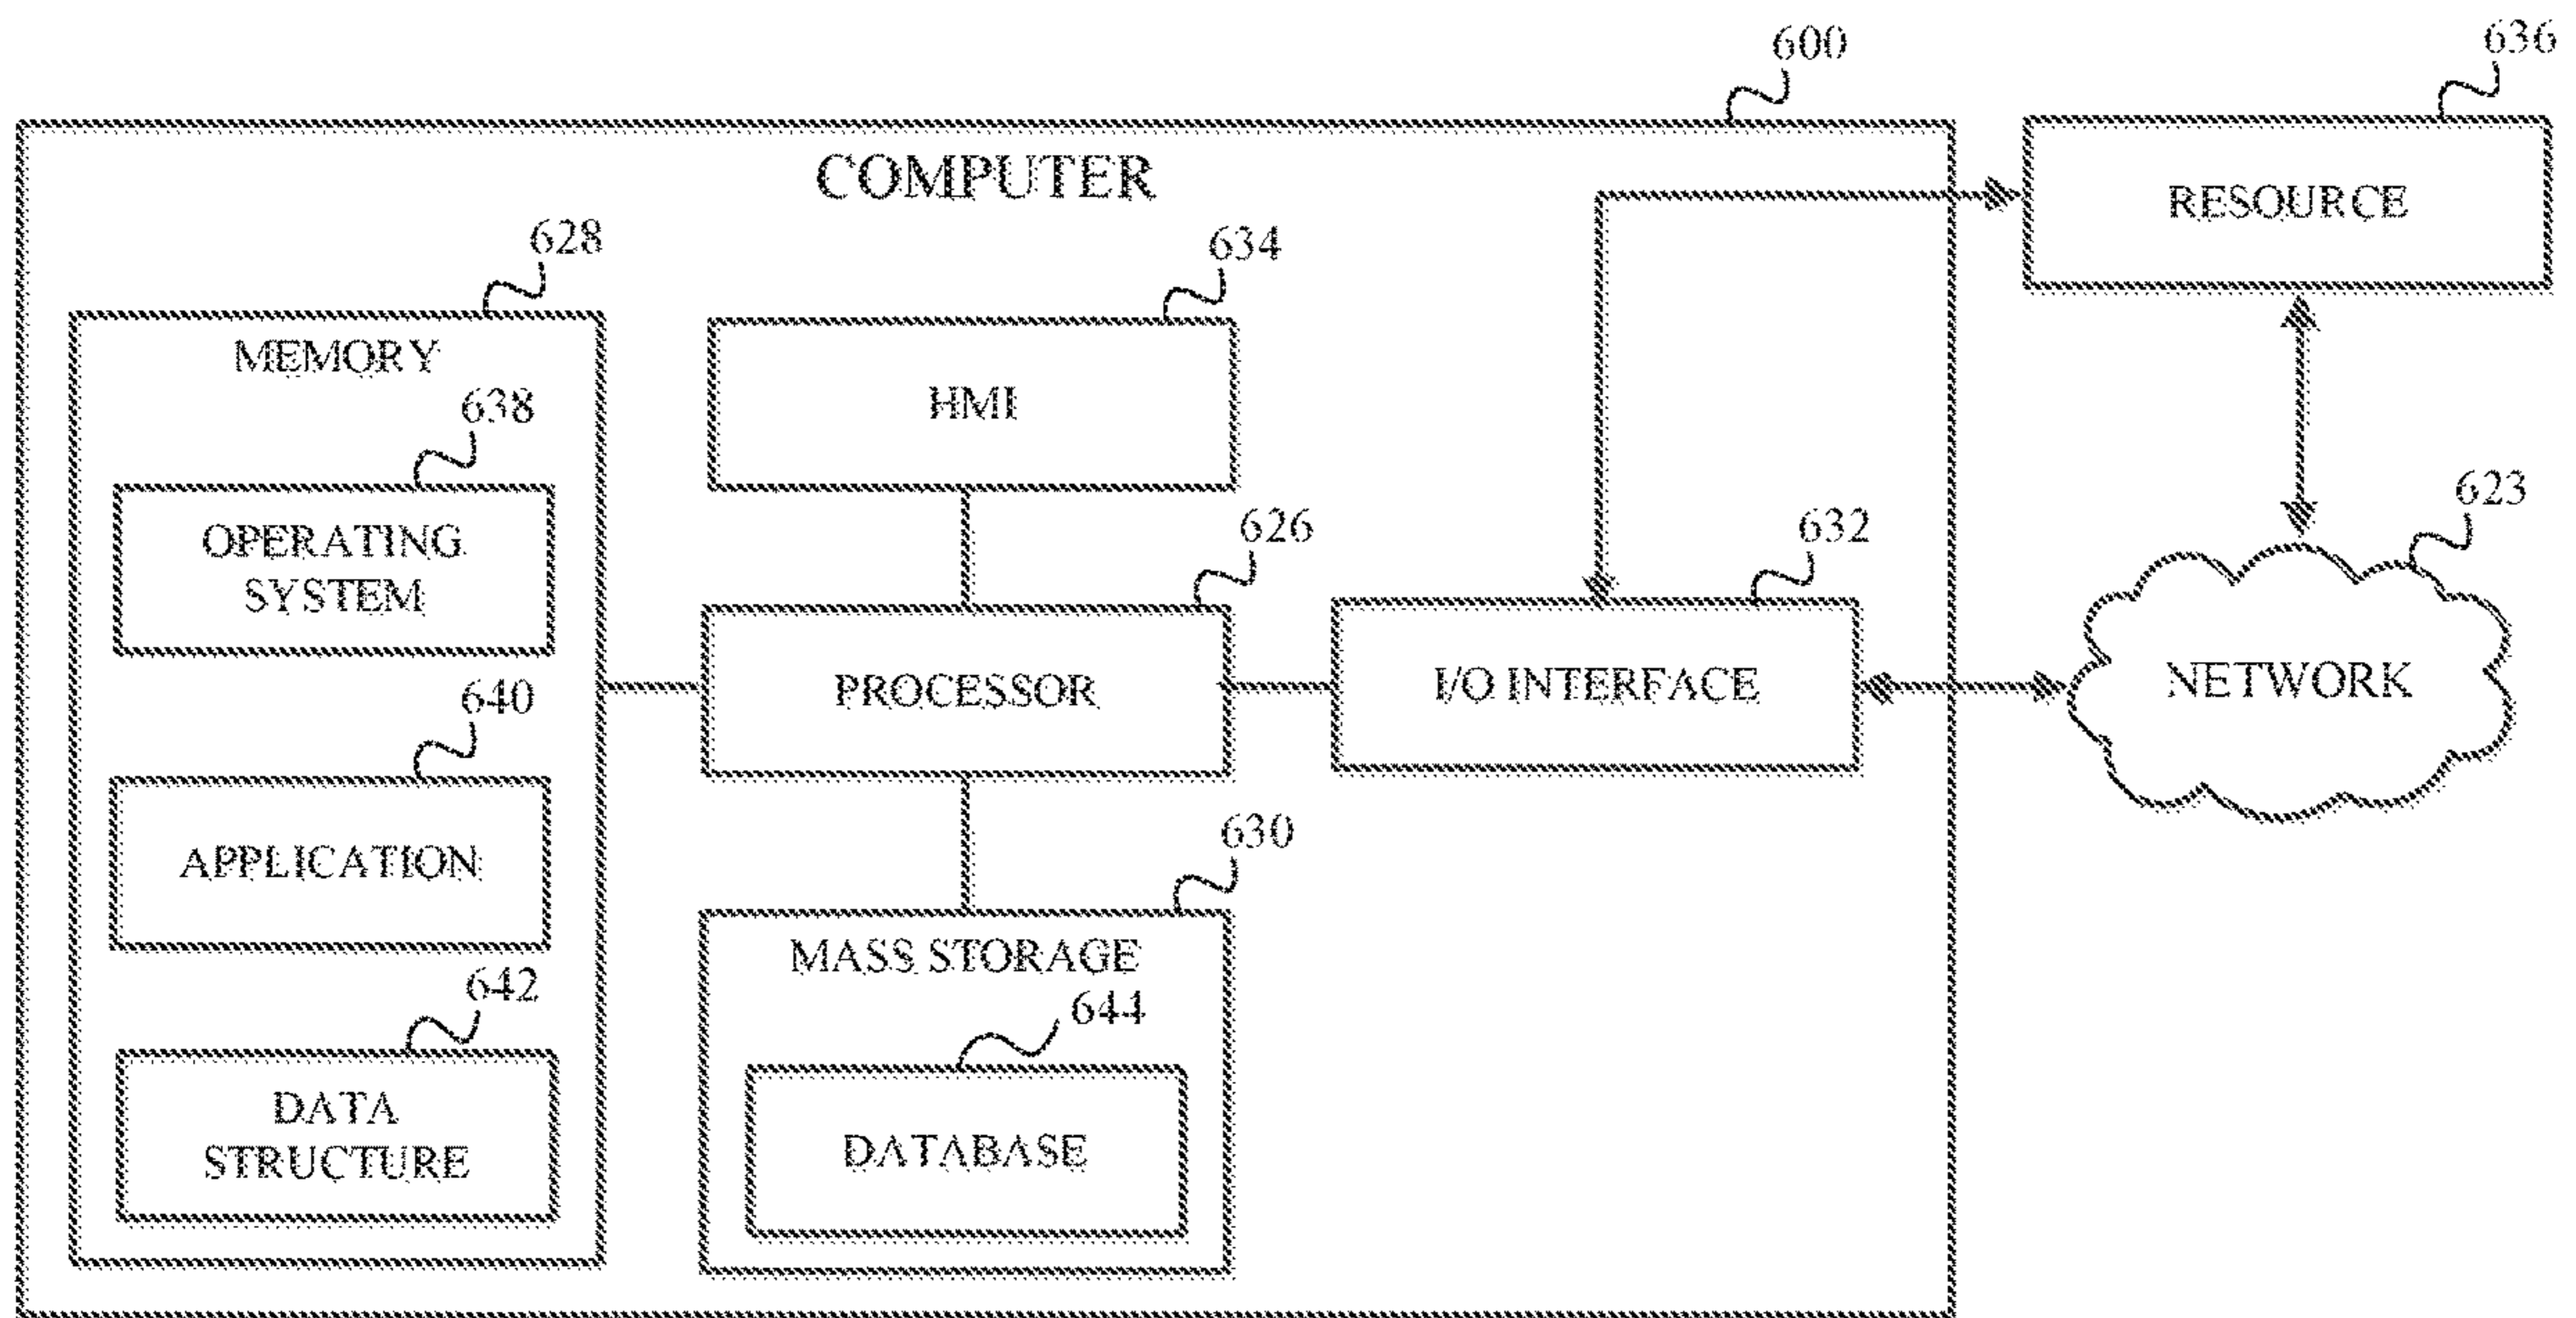 600
636
COMPUTER
RESOURCE
628
634
MEMORY
HMI
638
OPERATING
SYSTEM
626
632
623
PROCESSOR
I/O INTERFACE
NETWORK
640
APPLICATION
630
MASS STORAGE
642
644
DATA
STRUCTURE
DATABASE